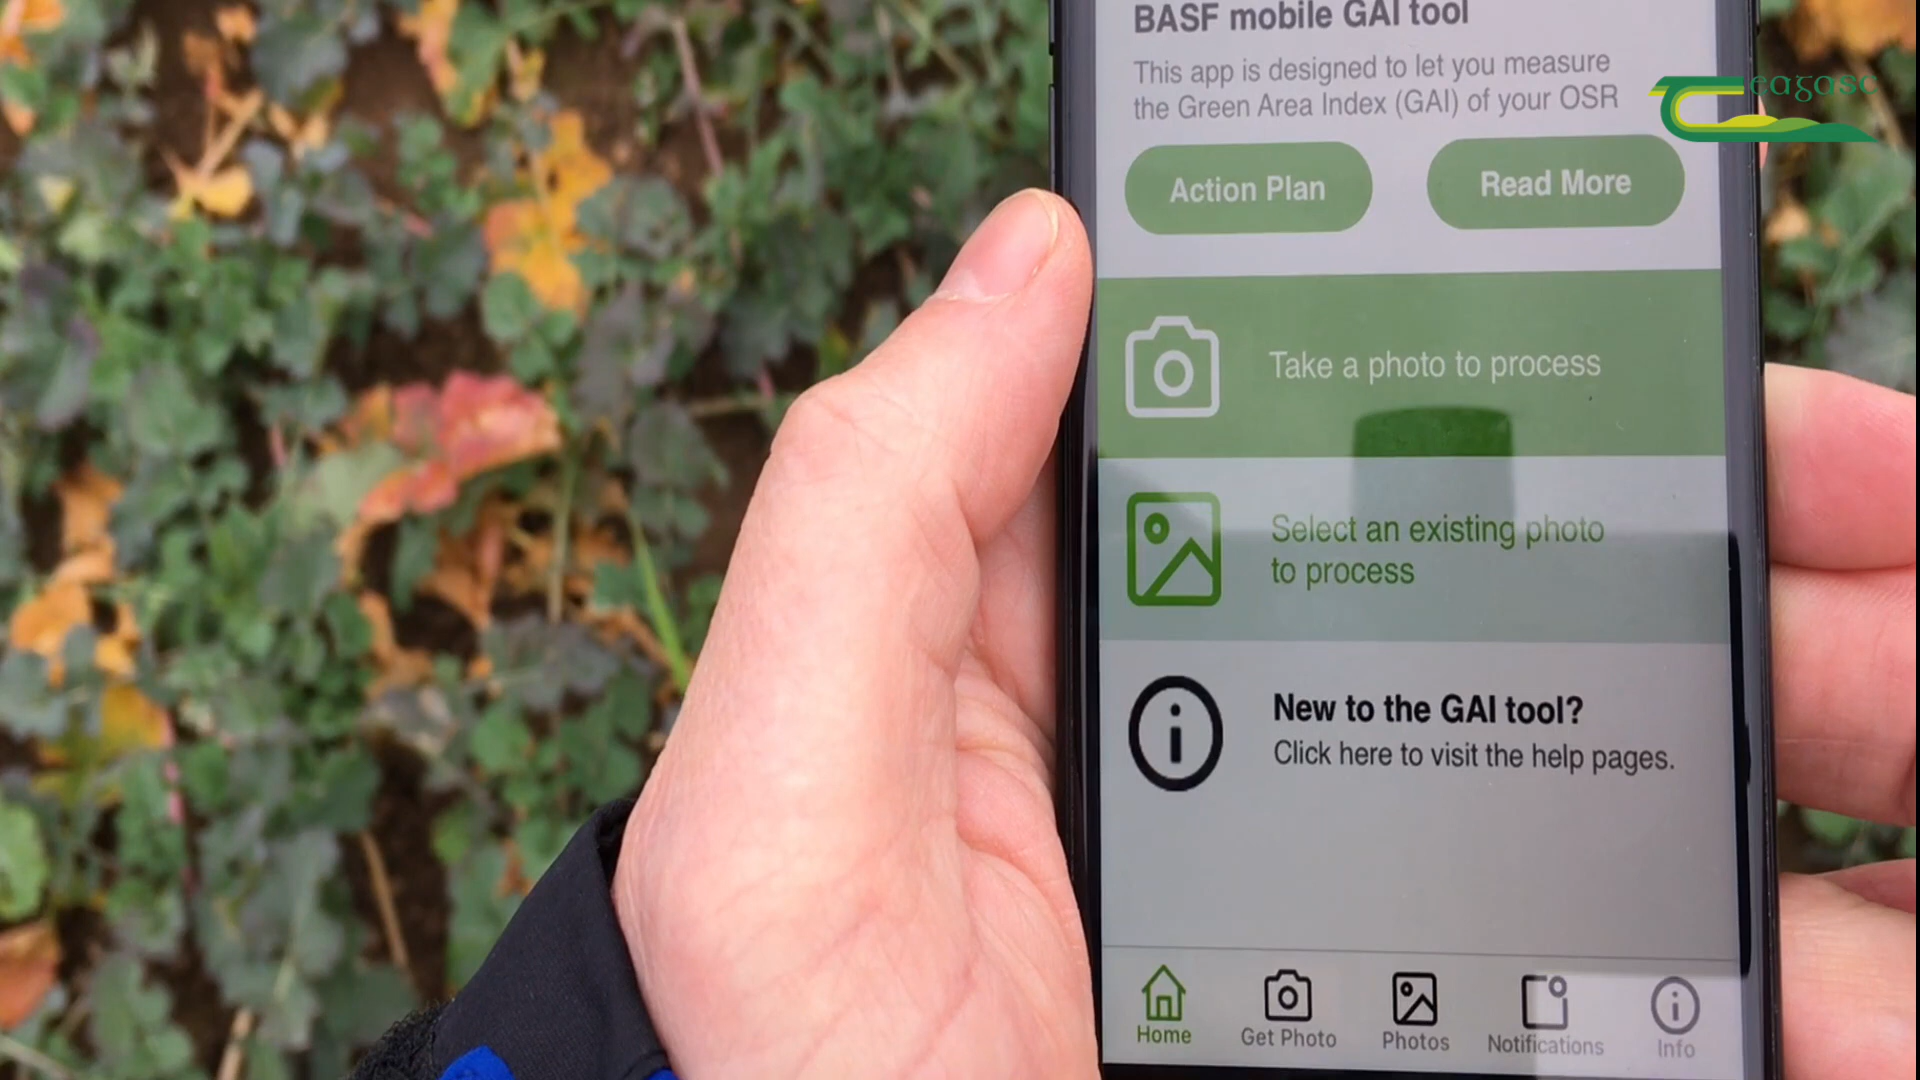 BASF mobile GAI tool
This app is designed to let you measure
the Green Area Index (GAI) of your OSR
Action Plan
Read More
Take a photo to process
Select an existing photo
to process
New to the GAI tool?
Click here to visit the help pages.
Home
Get Photo
Photos
Notifications
Info
Teagasc